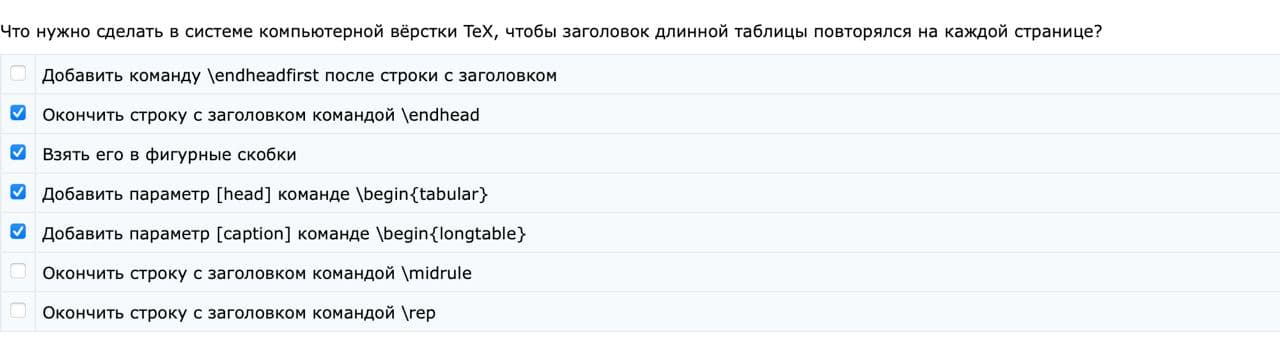 Что нужно сделать в системе компьютерной вёрстки TeX, чтобы заголовок длинной таблицы повторялся на каждой странице?
Добавить команду \endheadfirst после строки с заголовком
Окончить строку с заголовком командой \endhead
Взять его в фигурные скобки
Добавить параметр [head] команде \begin{tabular}
Добавить параметр [caption] команде \begin{longtable}
Окончить строку с заголовком командой \midrule
Окончить строку с заголовком командой \rep